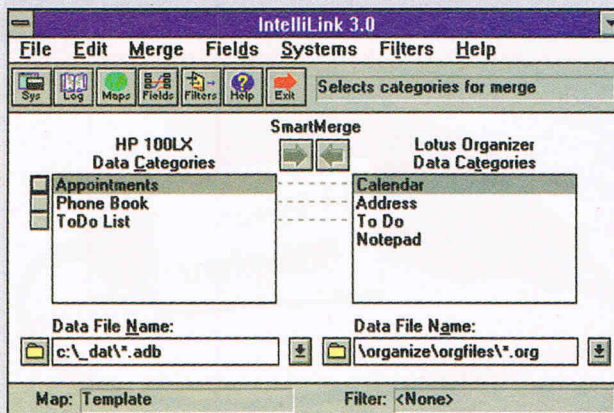 IntelliLink 3.0
File Edit Merge Fields Systems Filters Help
Sys Log Maps Fields Filters Help Exit Selects categories for merge
SmartMerge
HP 100LX
Data Categories
Lotus Organizer
Data Categories
Appointments
Phone Book
ToDo List
Calendar
Address
To Do
Notepad
Data File Name:
c:\_dat\*.adb
Data File Name:
\organize\orgfiles\*.org
Map: Template
Filter: <None>